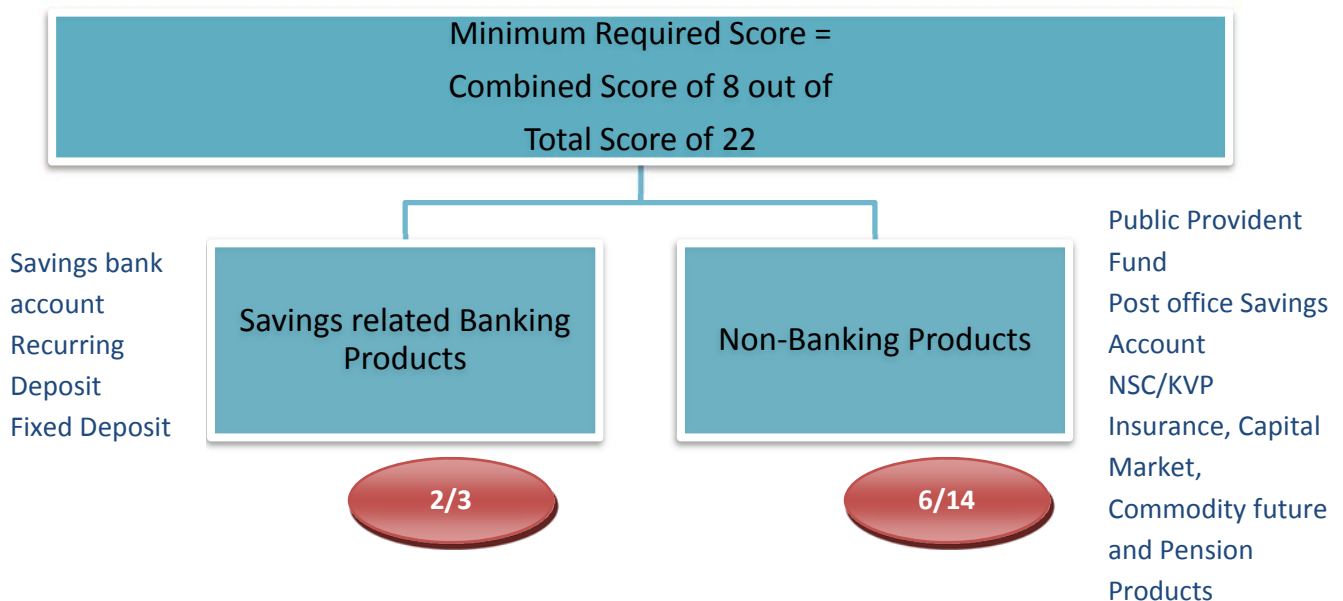 Minimum Required Score =
Combined Score of 8 out of
Total Score of 22
Savings bank
account
Recurring
Deposit
Fixed Deposit
Savings related Banking
Products
2/3
Non-Banking Products
6/14
Public Provident
Fund
Post office Savings
Account
NSC/KVP
Insurance, Capital
Market,
Commodity future
and Pension
Products